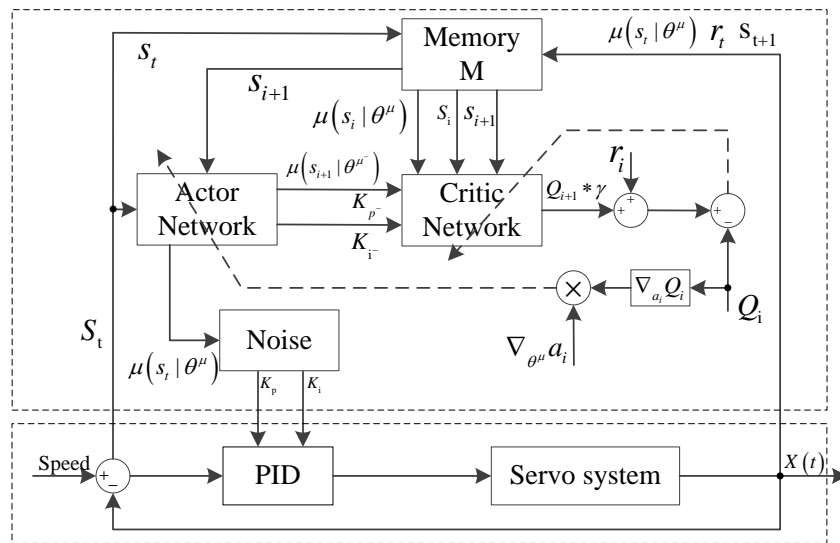 s_t
Memory
M
μ(s_t | θ^μ) r_t s_{t+1}
s_{i+1}
μ(s_i | θ^μ)
S_i
s_{i+1}
Actor
Network
μ(s_{i+1} | θ^{μ^-})
K_{p^-}
K_{i^-}
Critic
Network
Q_{i+1} * γ
r_i
+
+
+
−
∇_{a_i} Q_i
×
Q_i
∇_{θ^μ} a_i
S_t
μ(s_t | θ^μ)
Noise
K_p
K_i
Speed
+
−
PID
Servo system
X(t)